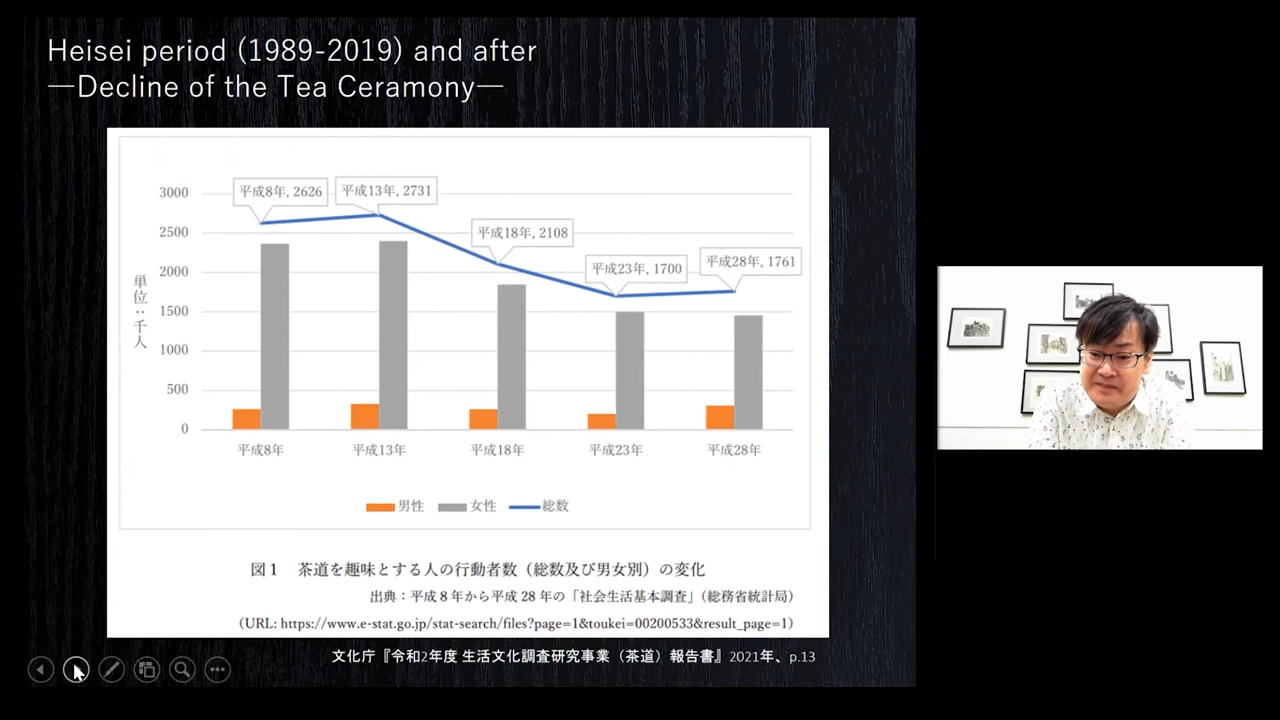 Heisei period (1989-2019) and after
―Decline of the Tea Ceramony―
3000
2500
2000
1500
1000
500
0
単位：千人
平成8年, 2626
平成13年, 2731
平成18年, 2108
平成23年, 1700
平成28年, 1761
平成8年
平成13年
平成18年
平成23年
平成28年
男性
女性
総数
図１　茶道を趣味とする人の行動者数（総数及び男女別）の変化
出典：平成８年から平成 28 年の「社会生活基本調査」（総務省統計局）
（URL: https://www.e-stat.go.jp/stat-search/files?page=1&toukei=00200533&result_page=1）
文化庁『令和2年度 生活文化調査研究事業（茶道）報告書』2021年、p.13